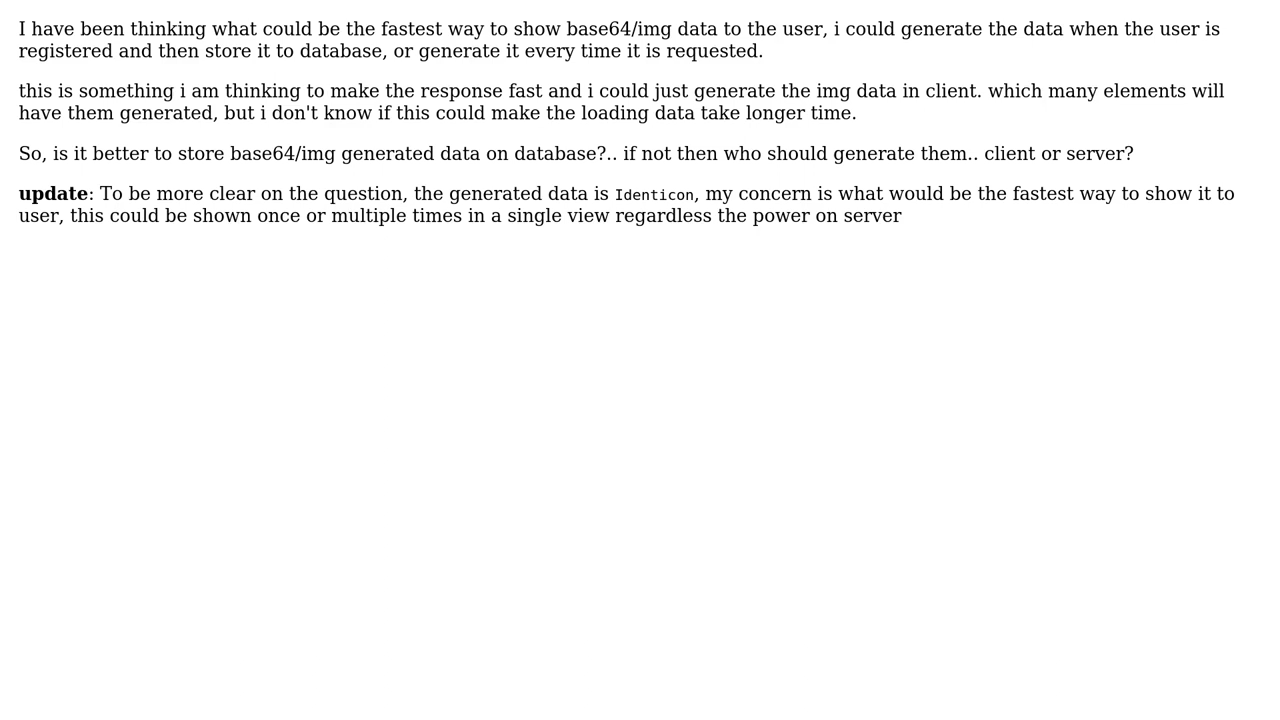 I have been thinking what could be the fastest way to show base64/img data to the user, i could generate the data when the user is
registered and then store it to database, or generate it every time it is requested.
this is something i am thinking to make the response fast and i could just generate the img data in client. which many elements will
have them generated, but i don't know if this could make the loading data take longer time.
So, is it better to store base64/img generated data on database?.. if not then who should generate them.. client or server?
update: To be more clear on the question, the generated data is Identicon, my concern is what would be the fastest way to show it to
user, this could be shown once or multiple times in a single view regardless the power on server